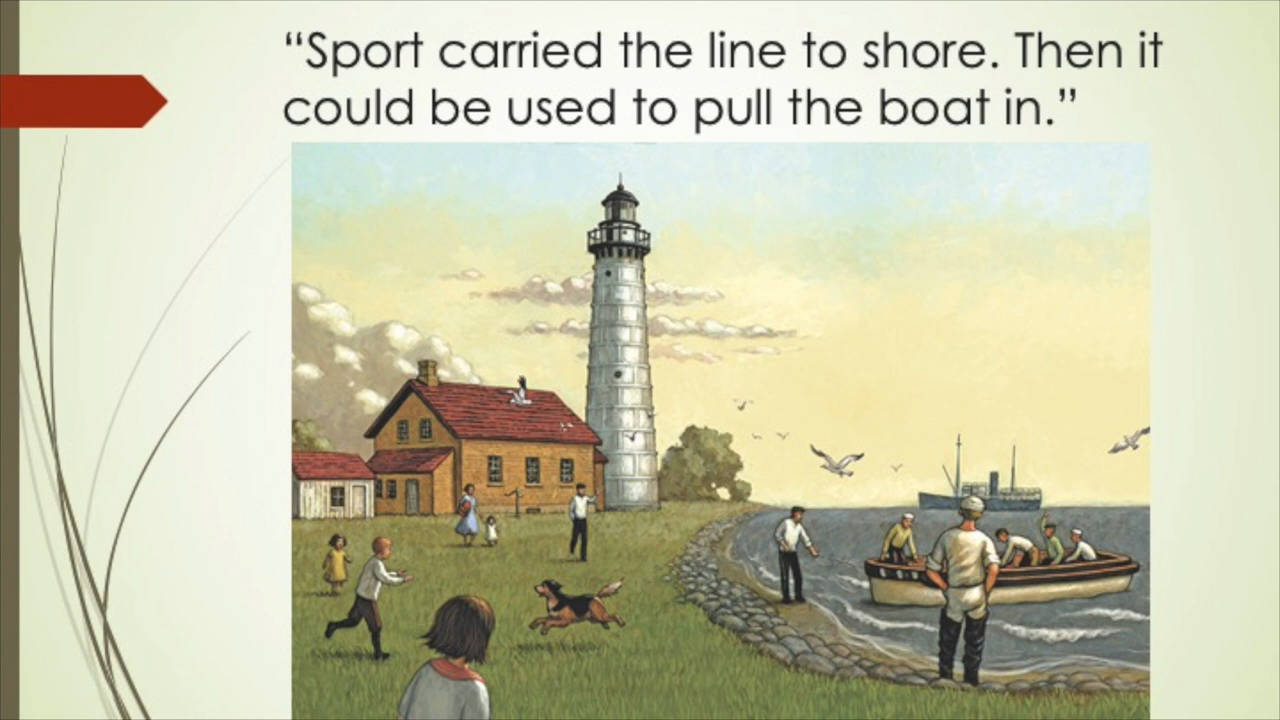 “Sport carried the line to shore. Then it
could be used to pull the boat in.”